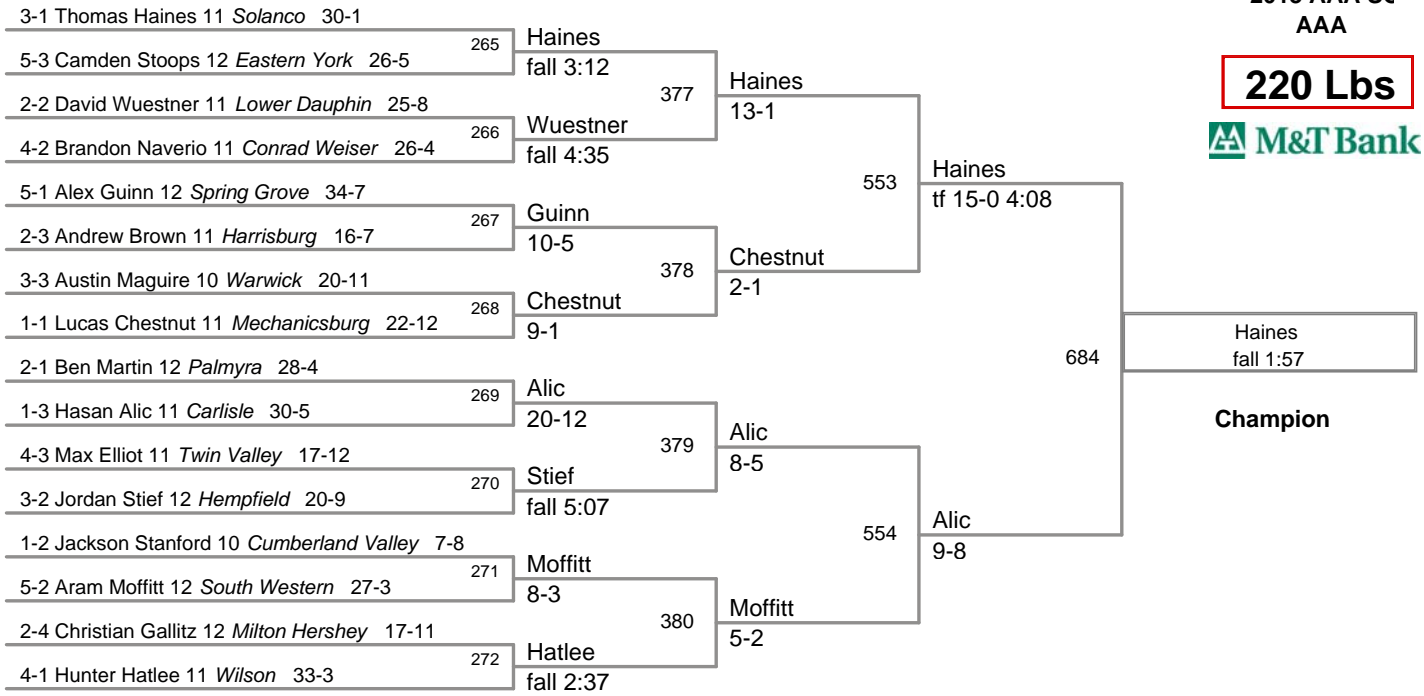 3-1 Thomas Haines 11 Solanco 30-1
5-3 Camden Stoops 12 Eastern York 26-5
2-2 David Wuestner 11 Lower Dauphin 25-8
4-2 Brandon Naverio 11 Conrad Weiser 26-4
5-1 Alex Guinn 12 Spring Grove 34-7
2-3 Andrew Brown 11 Harrisburg 16-7
3-3 Austin Maguire 10 Warwick 20-11
1-1 Lucas Chestnut 11 Mechanicsburg 22-12
2-1 Ben Martin 12 Palmyra 28-4
1-3 Hasan Alic 11 Carlisle 30-5
4-3 Max Elliot 11 Twin Valley 17-12
3-2 Jordan Stief 12 Hempfield 20-9
1-2 Jackson Stanford 10 Cumberland Valley 7-8
5-2 Aram Moffitt 12 South Western 27-3
2-4 Christian Gallitz 12 Milton Hershey 17-11
4-1 Hunter Hatlee 11 Wilson 33-3
265
Haines
fall 3:12
266
Wuestner
fall 4:35
267
Guinn
10-5
268
Chestnut
9-1
269
Alic
20-12
270
Stief
fall 5:07
271
Moffitt
8-3
272
Hatlee
fall 2:37
377
Haines
13-1
378
Chestnut
2-1
379
Alic
8-5
380
Moffitt
5-2
553
Haines
tf 15-0 4:08
554
Alic
9-8
684
Haines
fall 1:57
Champion
AAA
AAA
220 Lbs
M&T Bank